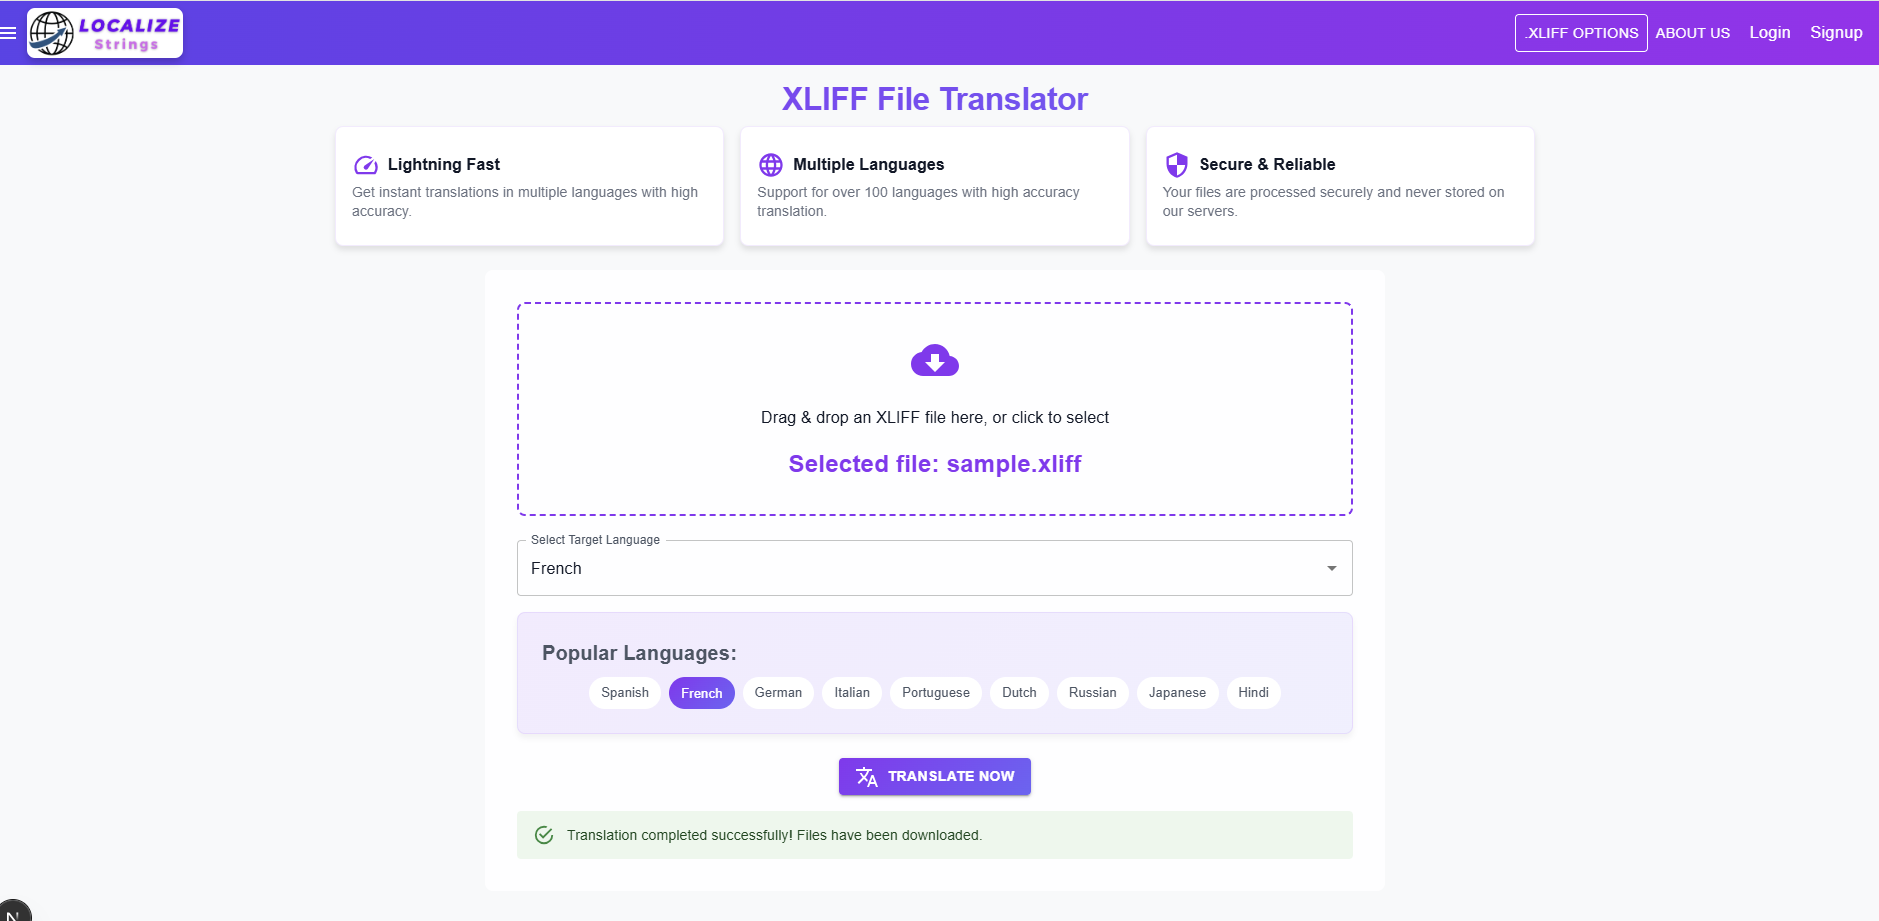 LOCALIZE
Strings
.XLIFF OPTIONS
ABOUT US
Login
Signup
XLIFF File Translator
Lightning Fast
Get instant translations in multiple languages with high
accuracy.
Multiple Languages
Support for over 100 languages with high accuracy
translation.
Secure & Reliable
Your files are processed securely and never stored on
our servers.
Drag & drop an XLIFF file here, or click to select
Selected file: sample.xliff
Select Target Language
French
Popular Languages:
Spanish
French
German
Italian
Portuguese
Dutch
Russian
Japanese
Hindi
TRANSLATE NOW
Translation completed successfully! Files have been downloaded.
N